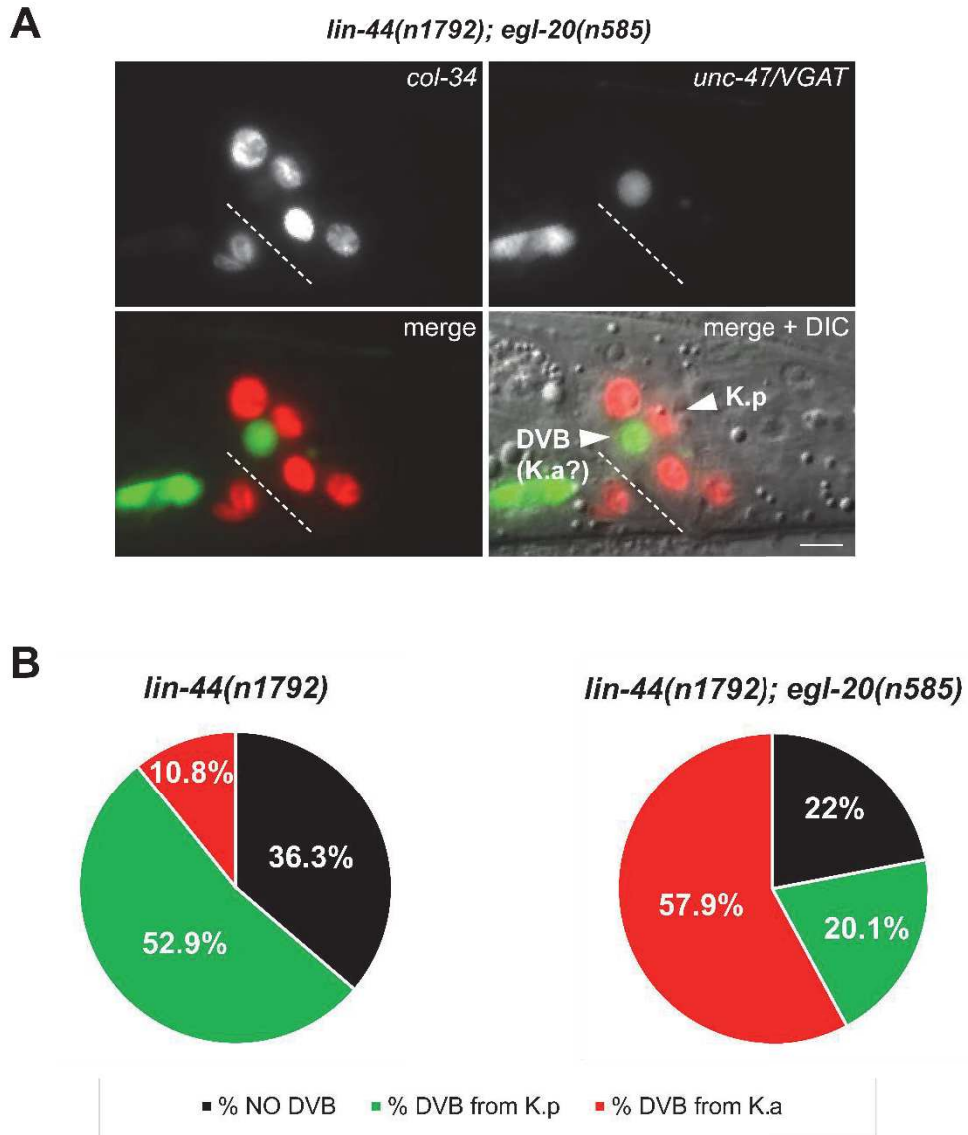 A
lin-44(n1792); egl-20(n585)
col-34
unc-47/VGAT
merge
merge + DIC
K.p
DVB
(K.a?)
B
lin-44(n1792)
lin-44(n1792); egl-20(n585)
10.8%
36.3%
52.9%
22%
57.9%
20.1%
% NO DVB % DVB from K.p % DVB from K.a